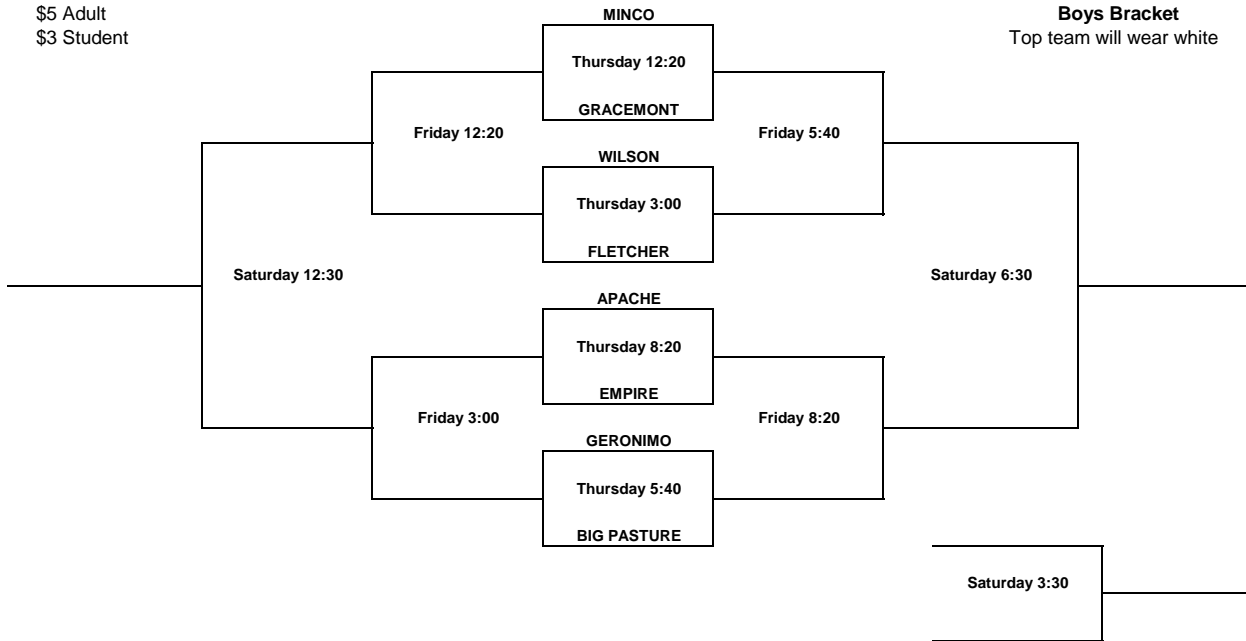 $5 Adult
$3 Student
Boys Bracket
Top team will wear white
MINCO
Thursday 12:20
GRACEMONT
Friday 12:20
Friday 5:40
WILSON
Thursday 3:00
FLETCHER
Saturday 12:30
Saturday 6:30
APACHE
Thursday 8:20
EMPIRE
Friday 3:00
Friday 8:20
GERONIMO
Thursday 5:40
BIG PASTURE
Saturday 3:30